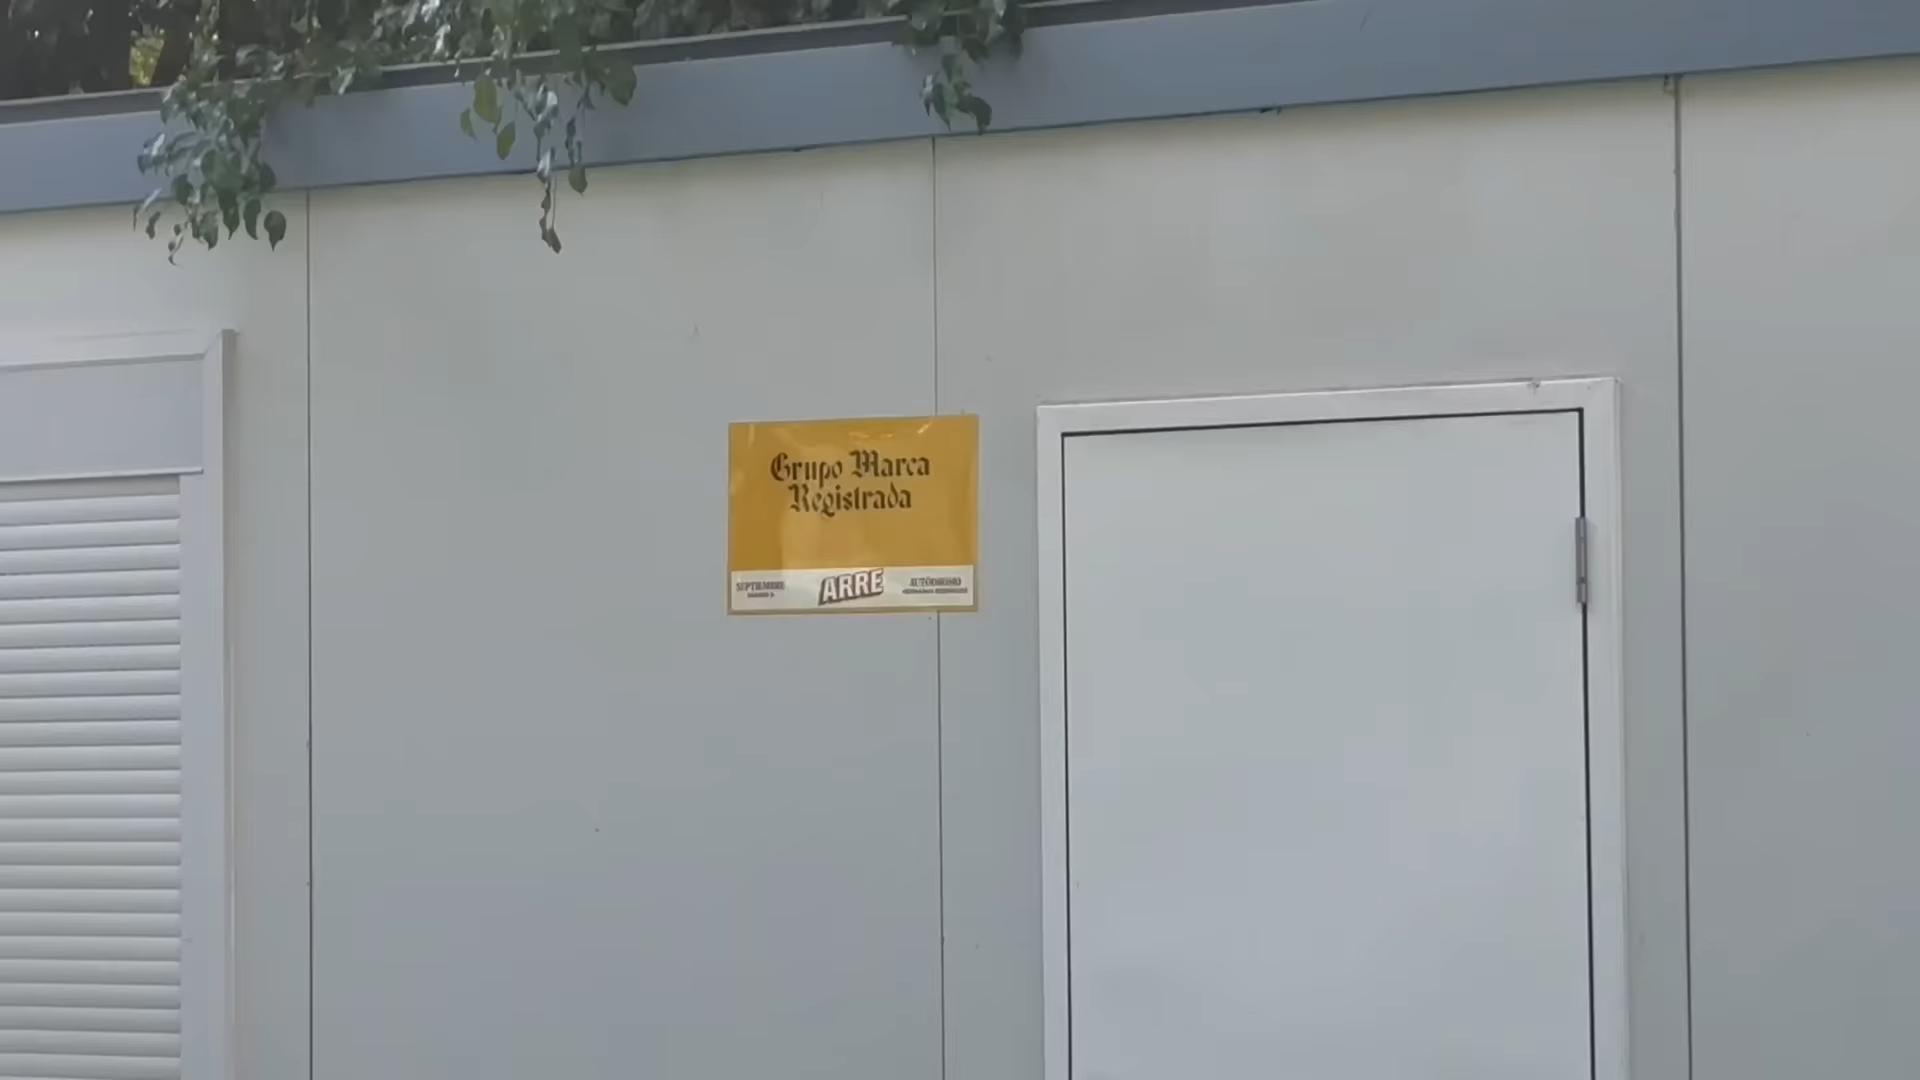 Grupo Marca
Registrada
SEPTIEMBRE
ARRE
AUTÓDROMO